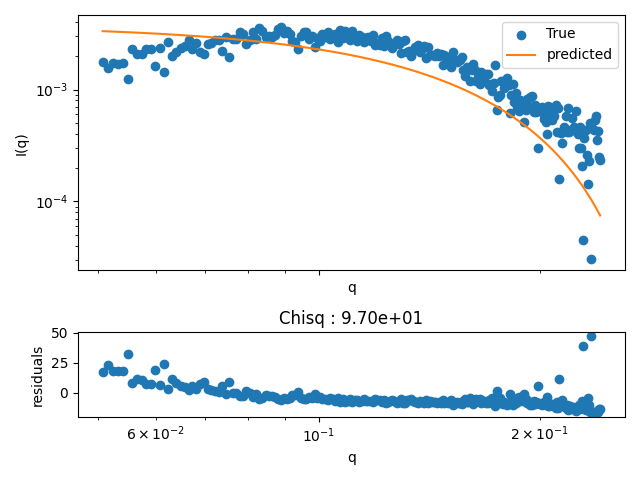 True
predicted
10⁻³
10⁻⁴
I(q)
q
Chisq : 9.70e+01
50
25
0
residuals
6 × 10⁻²
10⁻¹
2 × 10⁻¹
q